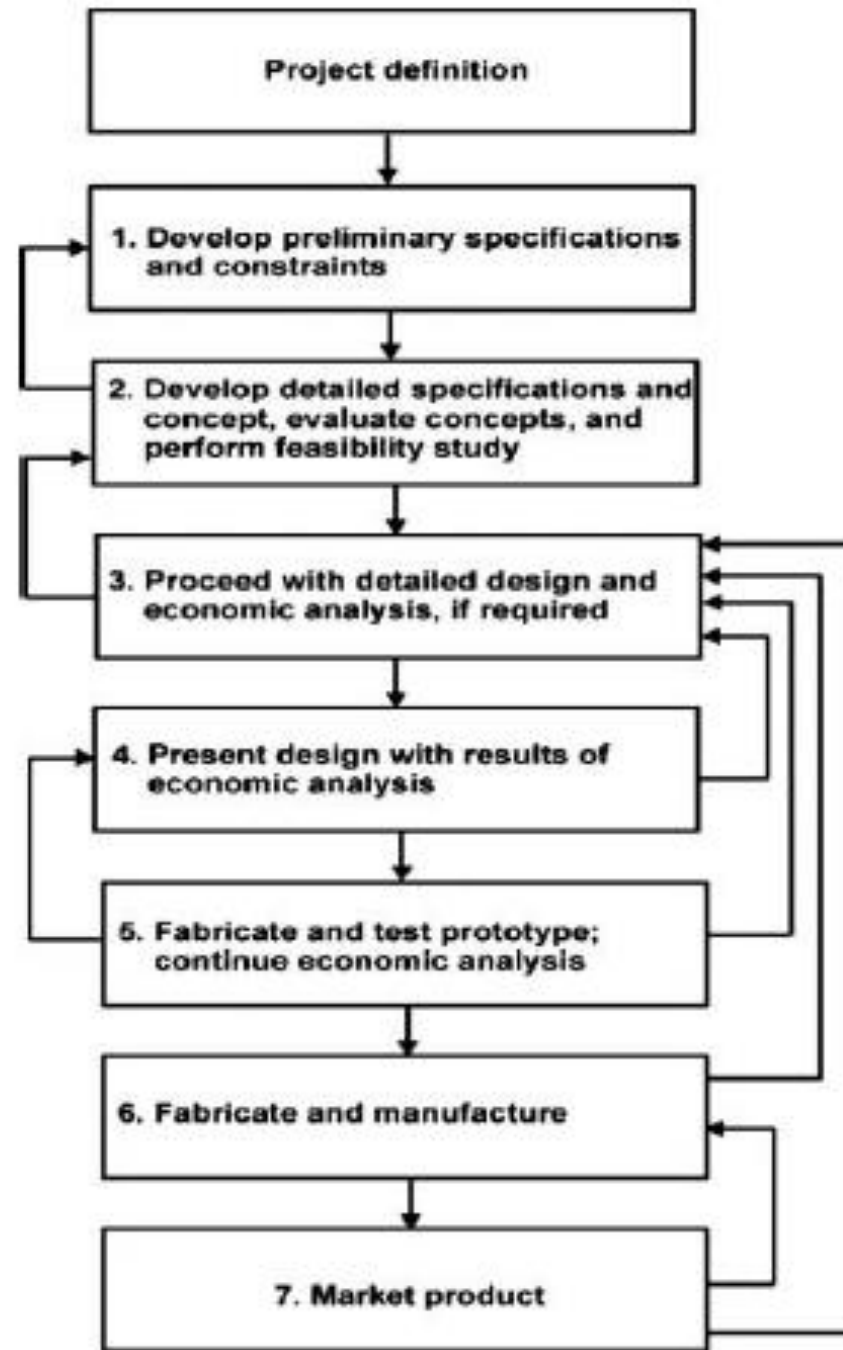 Project definition
1. Develop preliminary specifications
and constraints
2. Develop detailed specifications and
concept, evaluate concepts, and
perform feasibility study
3. Proceed with detailed design and
economic analysis, if required
4. Present design with results of
economic analysis
5. Fabricate and test prototype;
continue economic analysis
6. Fabricate and manufacture
7. Market product